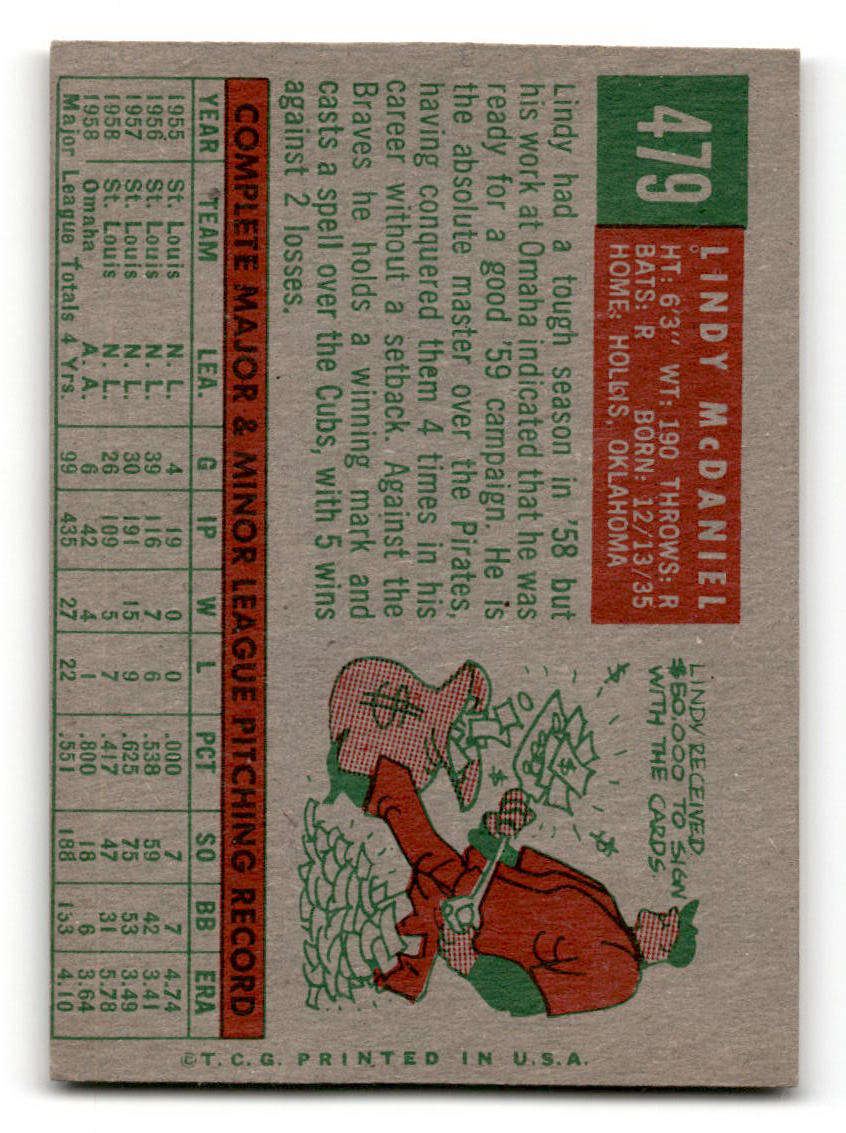 479
LINDY McDANIEL
HT: 6'3" WT: 190 THROWS: R
BATS: R BORN: 12/13/35
HOME: HOLLIS, OKLAHOMA
Lindy had a tough season in '58 but
his work at Omaha indicated that he was
ready for a good '59 campaign. He is
the absolute master over the Pirates,
having conquered them 4 times in his
career without a setback. Against the
Braves he holds a winning mark and
casts a spell over the Cubs, with 5 wins
against 2 losses.
LINDY RECEIVED
$50,000 TO SIGN
WITH THE CARDS
$
$
$
$
$
COMPLETE MAJOR & MINOR LEAGUE PITCHING RECORD
YEAR TEAM LEA. G IP W L PCT SO BB ERA
1955 St. Louis N. L. 4 19 0 0 .000 7 7 4.74
1956 St. Louis N. L. 39 116 7 6 .538 59 42 3.41
1957 St. Louis N. L. 30 191 15 9 .625 75 53 3.49
1958 St. Louis N. L. 26 109 5 7 .417 47 31 5.78
1958 Omaha A. A. 6 42 4 1 .800 18 6 3.64
Major League Totals 4 Yrs. 99 435 27 22 .551 188 133 4.10
©T.C.G. PRINTED IN U.S.A.